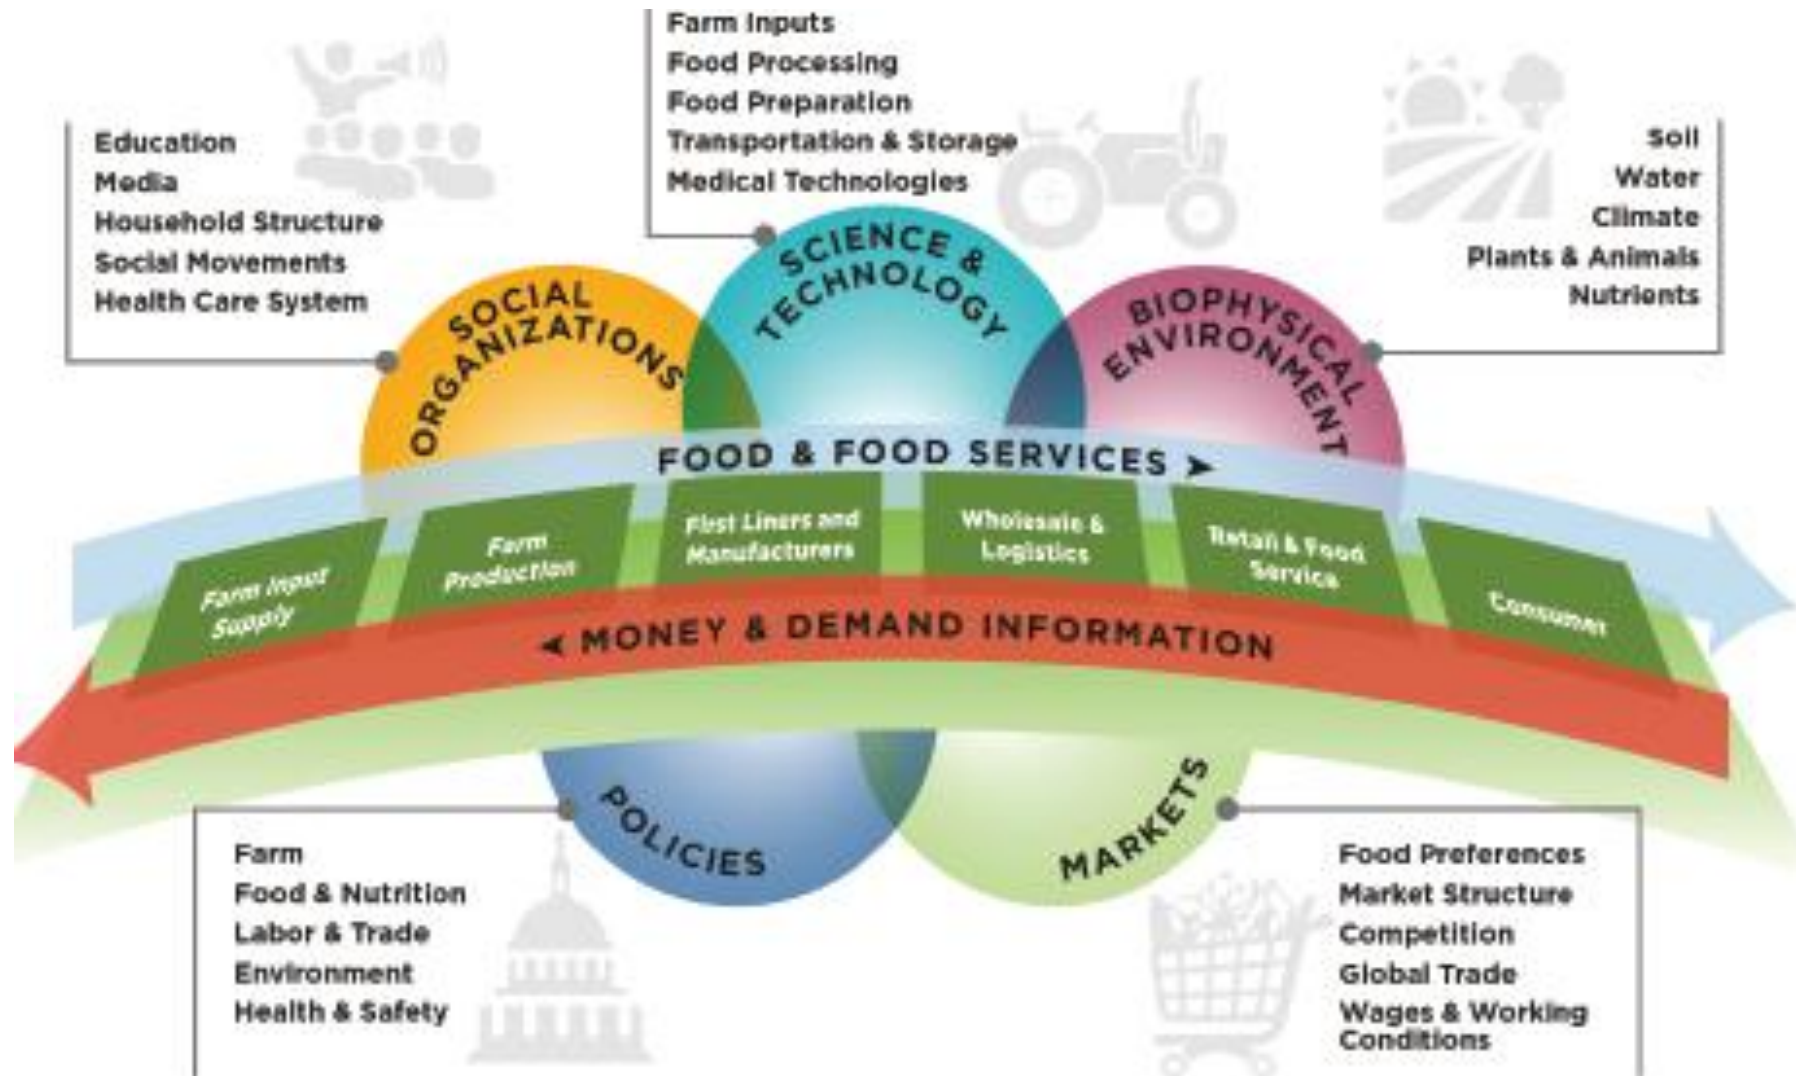 Farm Inputs
Food Processing
Food Preparation
Transportation & Storage
Medical Technologies
Education
Media
Household Structure
Social Movements
Health Care System
Soil
Water
Climate
Plants & Animals
Nutrients
SOCIAL
ORGANIZATIONS
SCIENCE &
TECHNOLOGY
BIOPHYSICAL
ENVIRONMENT
FOOD & FOOD SERVICES ➤
Farm Input
Supply
Farm
Production
First Liners and
Manufacturers
Wholesale &
Logistics
Retail & Food
Service
Consumer
◄ MONEY & DEMAND INFORMATION
POLICIES
MARKETS
Farm
Food & Nutrition
Labor & Trade
Environment
Health & Safety
Food Preferences
Market Structure
Competition
Global Trade
Wages & Working
Conditions